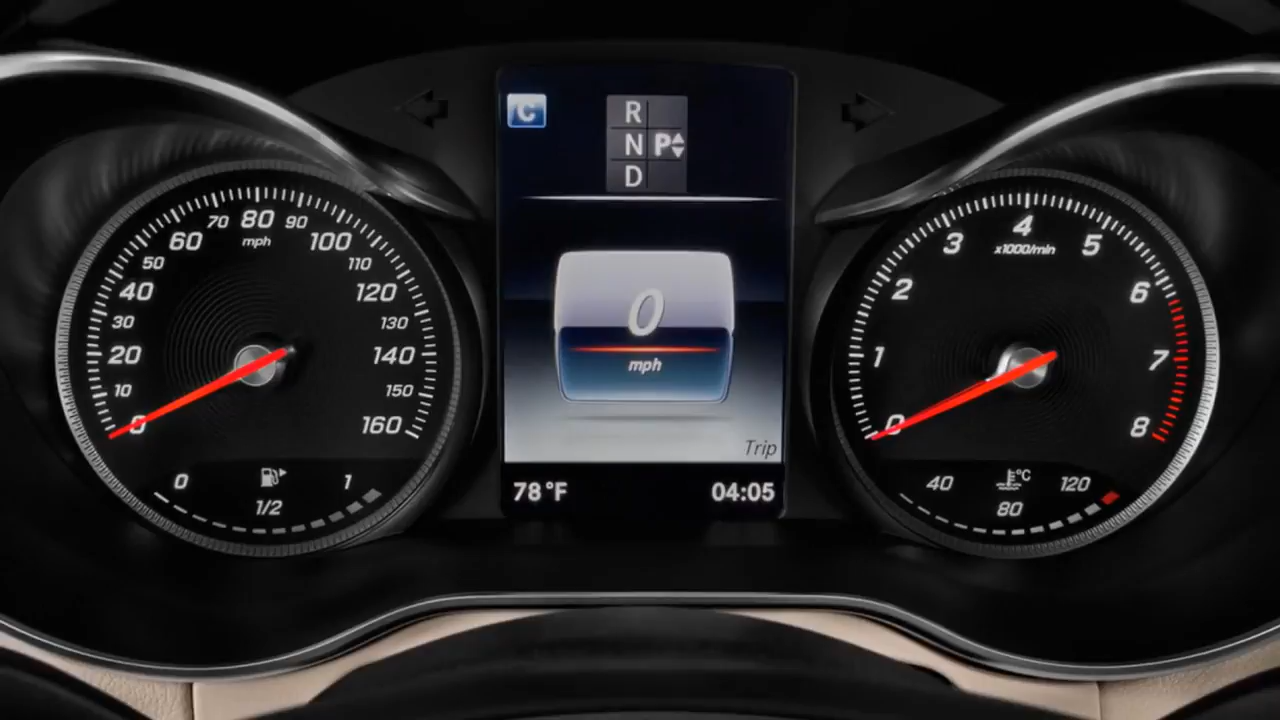 70 80 90
60 mph 100
50 110
40 120
30 130
20 140
10 150
0 160
0 1/2 1
C
R
N P
D
0
mph
Trip
78°F 04:05
4
3 x1000/min 5
2 6
1 7
0 8
40 °C 120
80